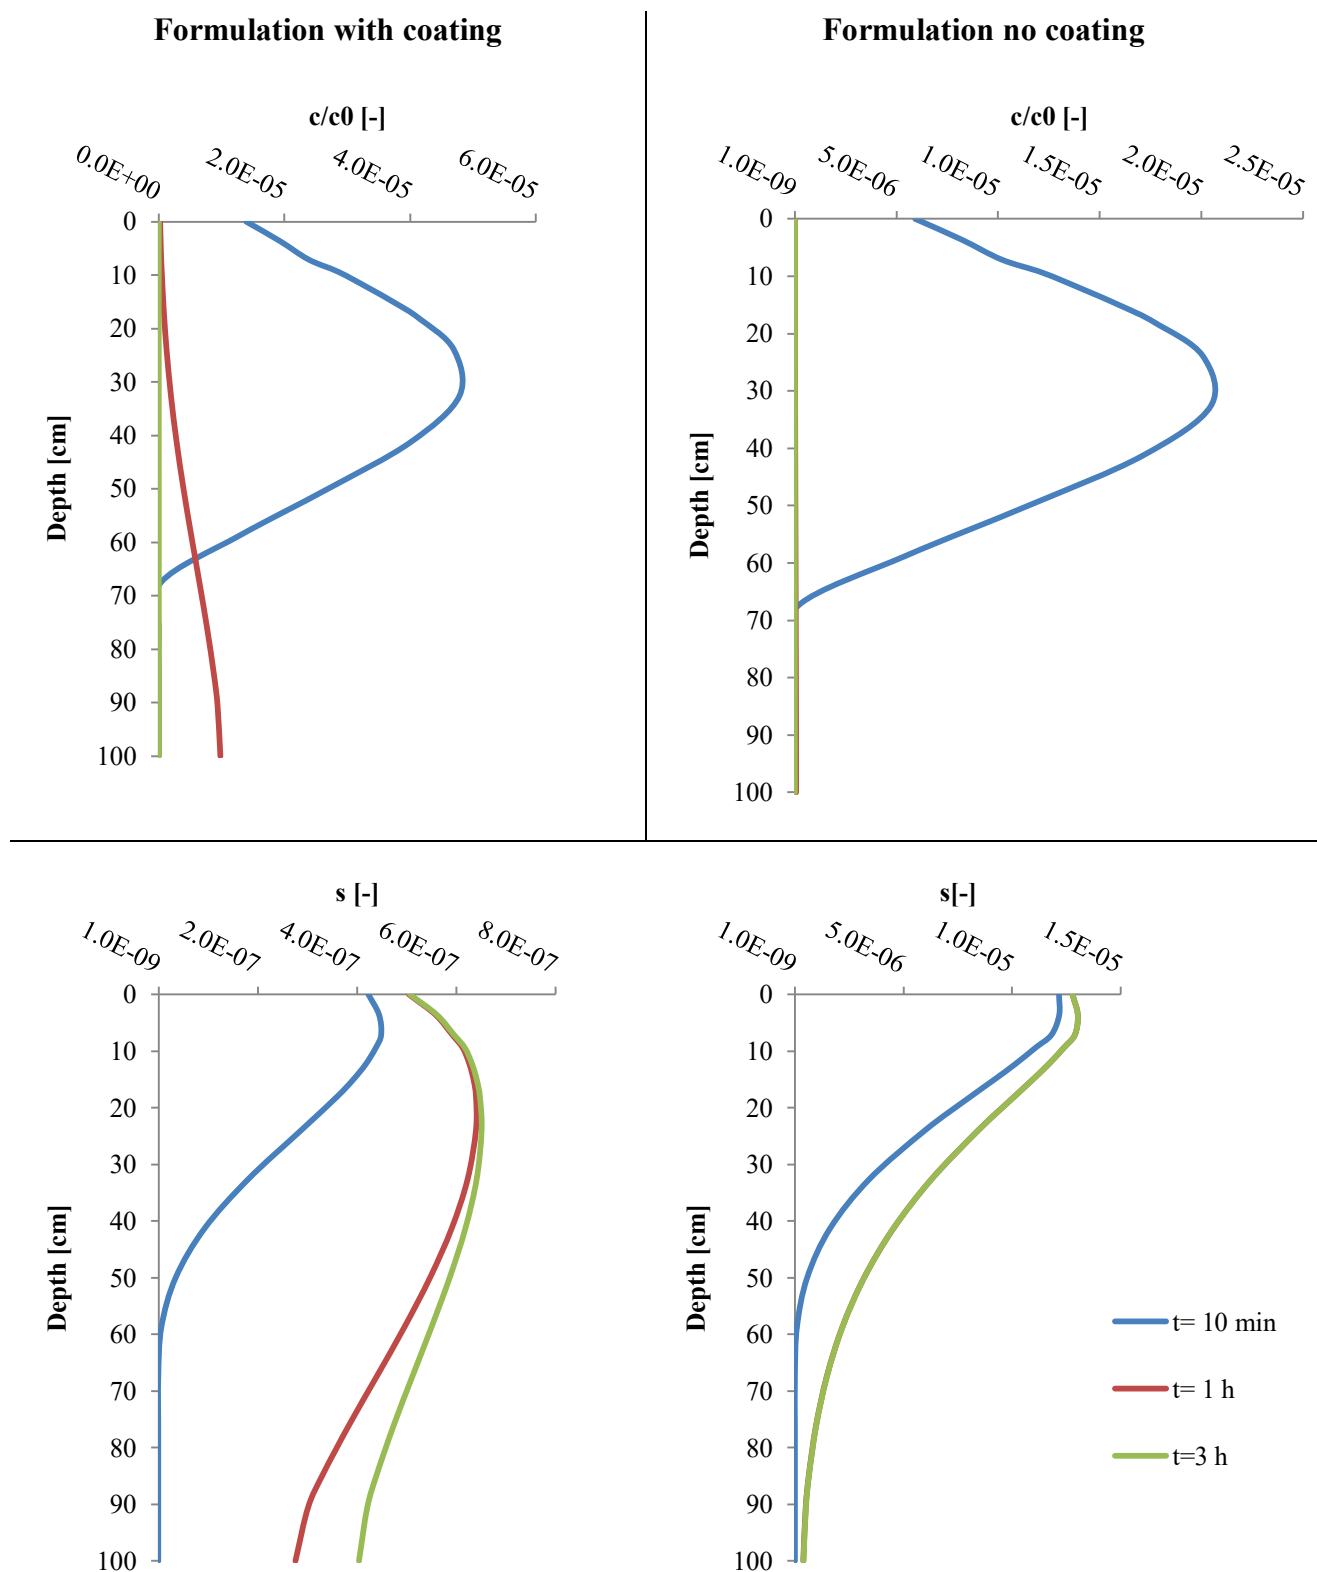 Formulation with coating
Formulation no coating
c/c0 [-]
0.0E+00 2.0E-05 4.0E-05 6.0E-05
0
10
20
30
40
50
60
70
80
90
100
Depth [cm]
c/c0 [-]
1.0E-09 5.0E-06 1.0E-05 1.5E-05 2.0E-05 2.5E-05
0
10
20
30
40
50
60
70
80
90
100
Depth [cm]
s [-]
1.0E-09 2.0E-07 4.0E-07 6.0E-07 8.0E-07
0
10
20
30
40
50
60
70
80
90
100
Depth [cm]
s[-]
1.0E-09 5.0E-06 1.0E-05 1.5E-05
0
10
20
30
40
50
60
70
80
90
100
Depth [cm]
t= 10 min
t= 1 h
t=3 h